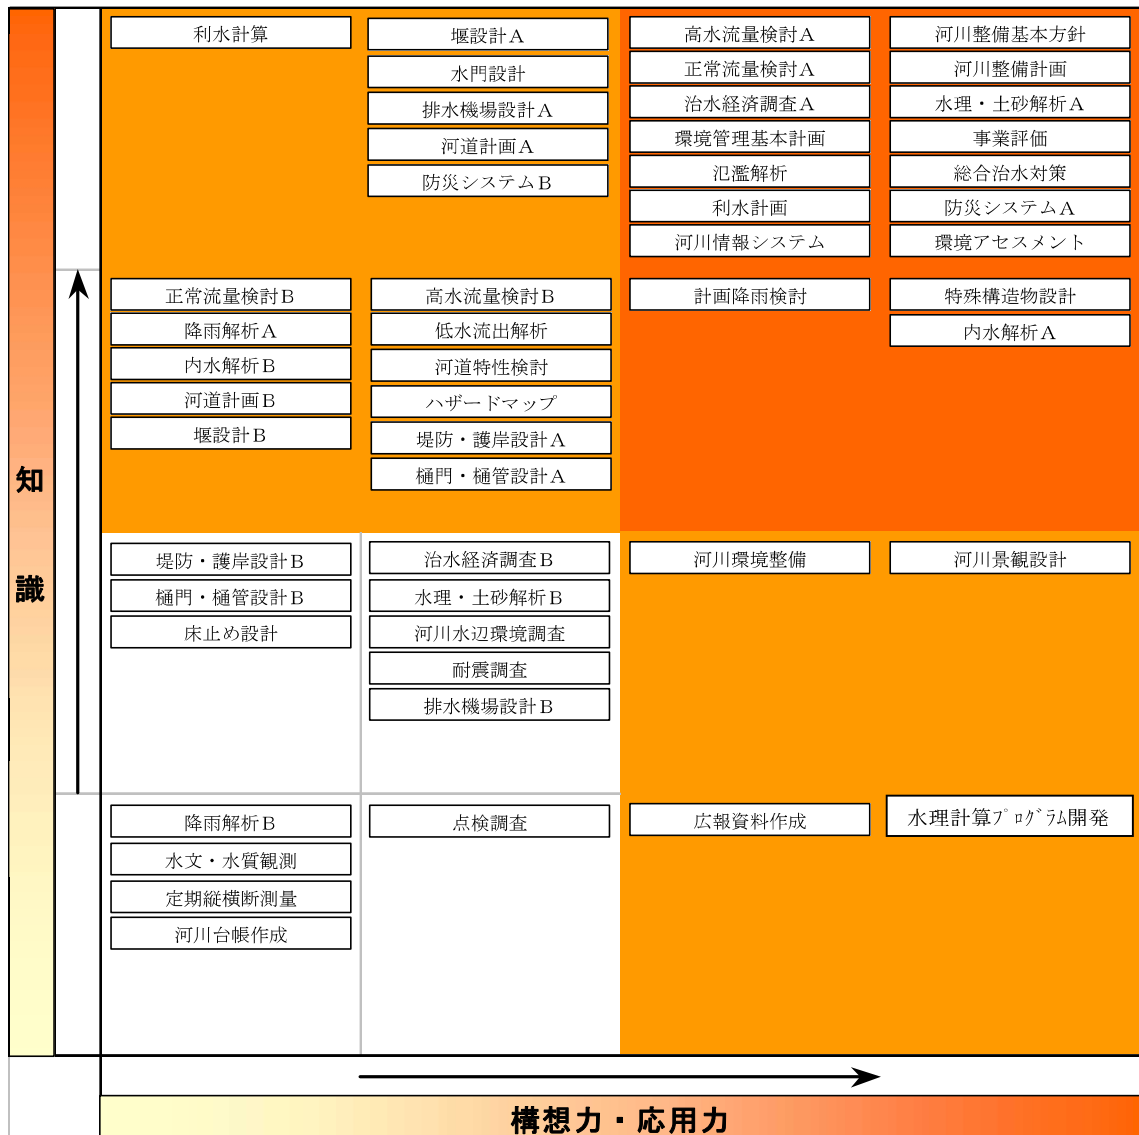 利水計算
堰設計A
水門設計
排水機場設計A
河道計画A
防災システムB
高水流量検討A
正常流量検討A
治水経済調査A
環境管理基本計画
氾濫解析
利水計画
河川情報システム
河川整備基本方針
河川整備計画
水理・土砂解析A
事業評価
総合治水対策
防災システムA
環境アセスメント
正常流量検討B
降雨解析A
内水解析B
河道計画B
堰設計B
高水流量検討B
低水流出解析
河道特性検討
ハザードマップ
堤防・護岸設計A
樋門・樋管設計A
計画降雨検討
特殊構造物設計
内水解析A
知識
堤防・護岸設計B
樋門・樋管設計B
床止め設計
治水経済調査B
水理・土砂解析B
河川水辺環境調査
耐震調査
排水機場設計B
河川環境整備
河川景観設計
降雨解析B
水文・水質観測
定期縦横断測量
河川台帳作成
点検調査
広報資料作成
水理計算ﾌﾟﾛｸﾞﾗﾑ開発
構想力・応用力